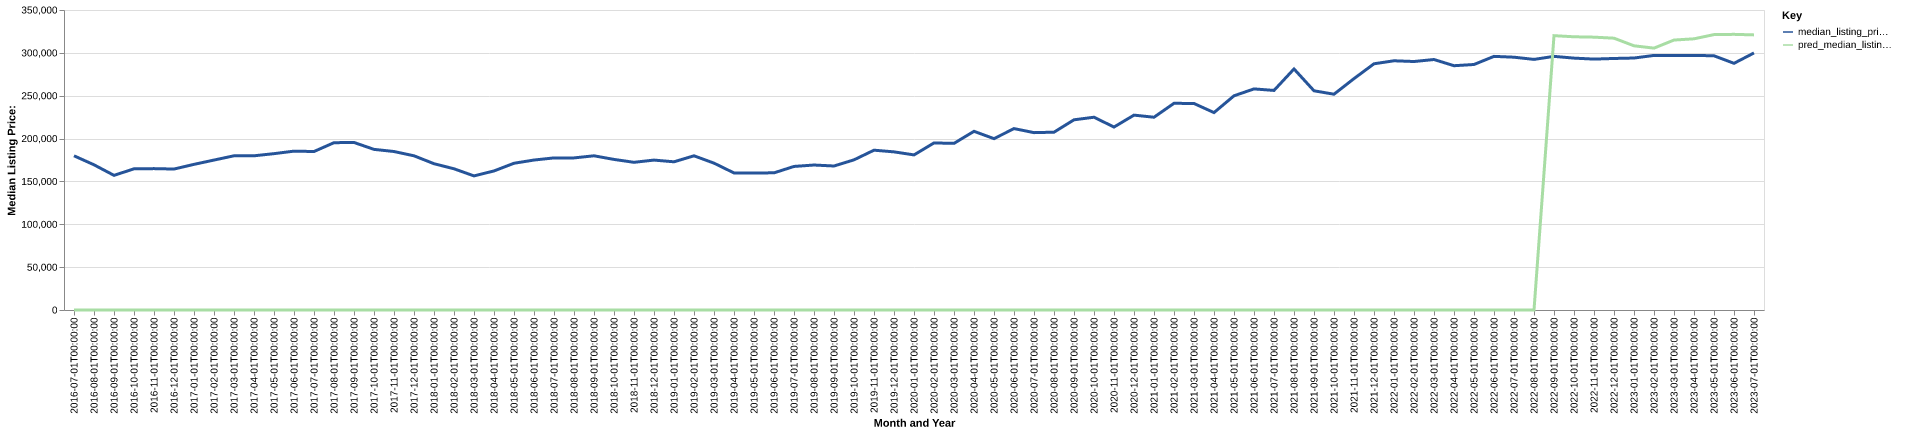 350,000
300,000
250,000
200,000
150,000
100,000
50,000
0
Median Listing Price:
2016-07-01T00:00:00
2016-08-01T00:00:00
2016-09-01T00:00:00
2016-10-01T00:00:00
2016-11-01T00:00:00
2016-12-01T00:00:00
2017-01-01T00:00:00
2017-02-01T00:00:00
2017-03-01T00:00:00
2017-04-01T00:00:00
2017-05-01T00:00:00
2017-06-01T00:00:00
2017-07-01T00:00:00
2017-08-01T00:00:00
2017-09-01T00:00:00
2017-10-01T00:00:00
2017-11-01T00:00:00
2017-12-01T00:00:00
2018-01-01T00:00:00
2018-02-01T00:00:00
2018-03-01T00:00:00
2018-04-01T00:00:00
2018-05-01T00:00:00
2018-06-01T00:00:00
2018-07-01T00:00:00
2018-08-01T00:00:00
2018-09-01T00:00:00
2018-10-01T00:00:00
2018-11-01T00:00:00
2018-12-01T00:00:00
2019-01-01T00:00:00
2019-02-01T00:00:00
2019-03-01T00:00:00
2019-04-01T00:00:00
2019-05-01T00:00:00
2019-06-01T00:00:00
2019-07-01T00:00:00
2019-08-01T00:00:00
2019-09-01T00:00:00
2019-10-01T00:00:00
2019-11-01T00:00:00
2019-12-01T00:00:00
2020-01-01T00:00:00
2020-02-01T00:00:00
2020-03-01T00:00:00
2020-04-01T00:00:00
2020-05-01T00:00:00
2020-06-01T00:00:00
2020-07-01T00:00:00
2020-08-01T00:00:00
2020-09-01T00:00:00
2020-10-01T00:00:00
2020-11-01T00:00:00
2020-12-01T00:00:00
2021-01-01T00:00:00
2021-02-01T00:00:00
2021-03-01T00:00:00
2021-04-01T00:00:00
2021-05-01T00:00:00
2021-06-01T00:00:00
2021-07-01T00:00:00
2021-08-01T00:00:00
2021-09-01T00:00:00
2021-10-01T00:00:00
2021-11-01T00:00:00
2021-12-01T00:00:00
2022-01-01T00:00:00
2022-02-01T00:00:00
2022-03-01T00:00:00
2022-04-01T00:00:00
2022-05-01T00:00:00
2022-06-01T00:00:00
2022-07-01T00:00:00
2022-08-01T00:00:00
2022-09-01T00:00:00
2022-10-01T00:00:00
2022-11-01T00:00:00
2022-12-01T00:00:00
2023-01-01T00:00:00
2023-02-01T00:00:00
2023-03-01T00:00:00
2023-04-01T00:00:00
2023-05-01T00:00:00
2023-06-01T00:00:00
2023-07-01T00:00:00
Month and Year
Key
median_listing_pri…
pred_median_listin…